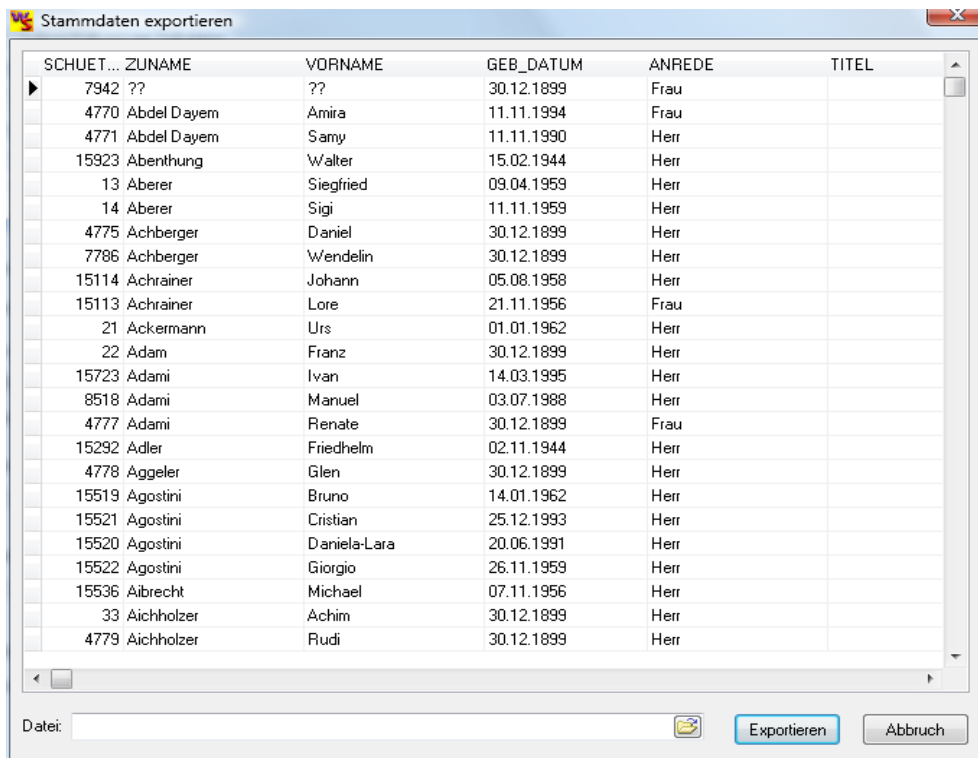 Stammdaten exportieren
SCHUET... ZUNAME VORNAME GEB_DATUM ANREDE TITEL
7942 ?? ?? 30.12.1899 Frau
4770 Abdel Dayem Amira 11.11.1994 Frau
4771 Abdel Dayem Samy 11.11.1990 Herr
15923 Abenthung Walter 15.02.1944 Herr
13 Aberer Siegfried 09.04.1959 Herr
14 Aberer Sigi 11.11.1959 Herr
4775 Achberger Daniel 30.12.1899 Herr
7786 Achberger Wendelin 30.12.1899 Herr
15114 Achrainer Johann 05.08.1958 Herr
15113 Achrainer Lore 21.11.1956 Frau
21 Ackermann Urs 01.01.1962 Herr
22 Adam Franz 30.12.1899 Herr
15723 Adami Ivan 14.03.1995 Herr
8518 Adami Manuel 03.07.1988 Herr
4777 Adami Renate 30.12.1899 Frau
15292 Adler Friedhelm 02.11.1944 Herr
4778 Aggeler Glen 30.12.1899 Herr
15519 Agostini Bruno 14.01.1962 Herr
15521 Agostini Cristian 25.12.1993 Herr
15520 Agostini Daniela-Lara 20.06.1991 Herr
15522 Agostini Giorgio 26.11.1959 Herr
15536 Aibrecht Michael 07.11.1956 Herr
33 Aichholzer Achim 30.12.1899 Herr
4779 Aichholzer Rudi 30.12.1899 Herr
Datei: Exportieren Abbruch